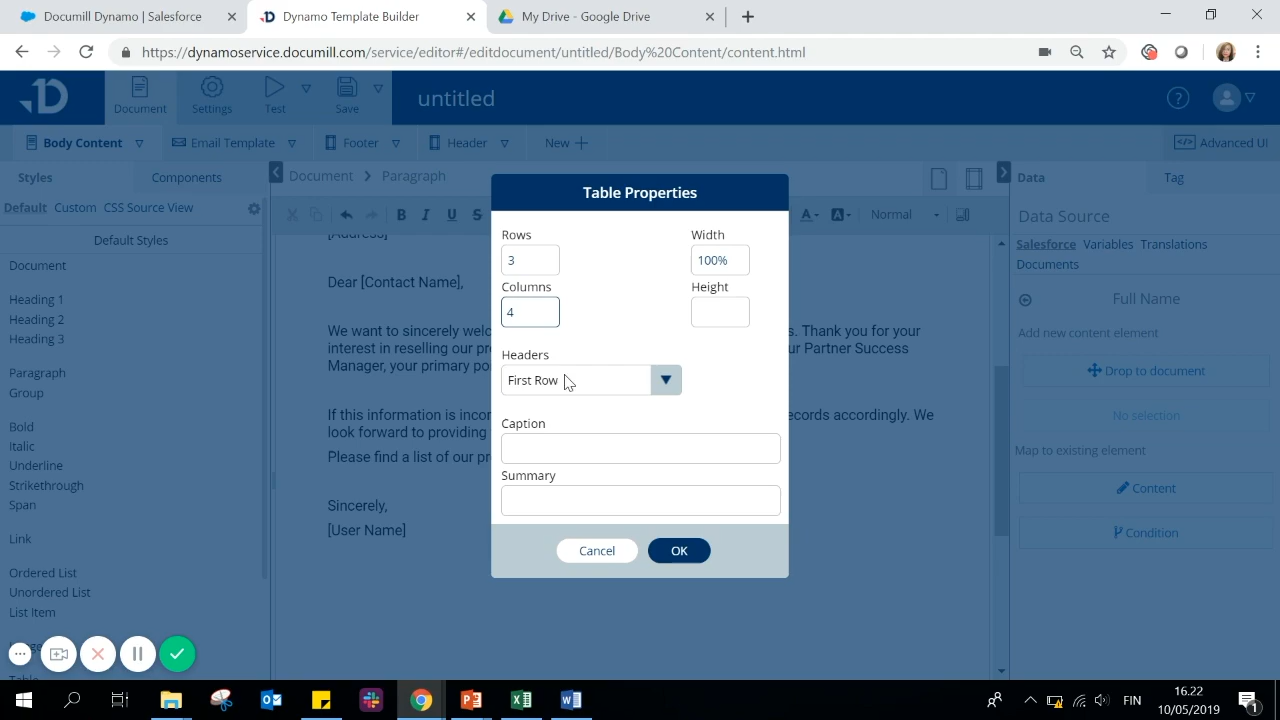 Documill Dynamo | Salesforce
Dynamo Template Builder
My Drive - Google Drive
https://dynamoservice.documill.com/service/editor#/editdocument/untitled/Body%20Content/content.html
Document
Settings
Test
Save
untitled
?
Body Content
Email Template
Footer
Header
New
</> Advanced UI
Styles
Components
Document > Paragraph
Data
Tag
Default Custom CSS Source View
B I U S
A
A
Normal
Default Styles
Document
Heading 1
Heading 2
Heading 3
Paragraph
Group
Bold
Italic
Underline
Strikethrough
Span
Link
Ordered List
Unordered List
List Item
[Address]
Dear [Contact Name],
We want to sincerely welc
s. Thank you for your
interest in reselling our pr
ur Partner Success
Manager, your primary po
If this information is incor
ecords accordingly. We
look forward to providing
Please find a list of our pr
Sincerely,
[User Name]
Table Properties
Rows
Width
3
100%
Columns
Height
4
Headers
First Row
Caption
Summary
Cancel
OK
Data Source
Salesforce Variables Translations
Documents
Full Name
Add new content element
Drop to document
No selection
Map to existing element
Content
Condition
FIN
16.22
10/05/2019
1